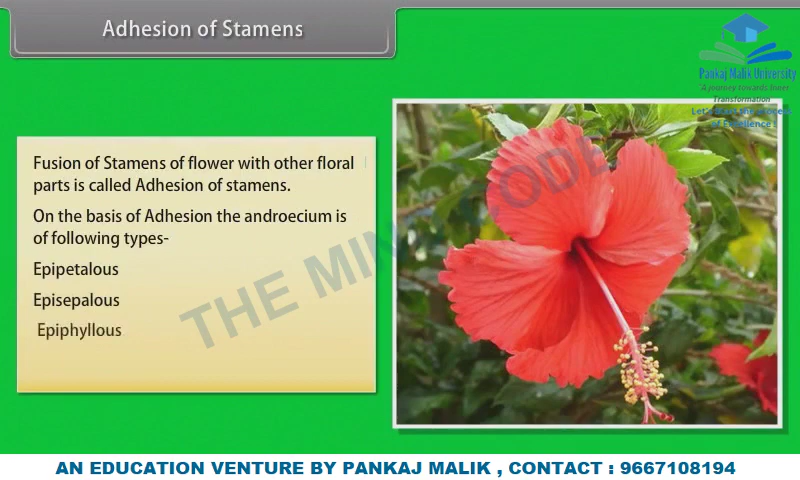 Adhesion of Stamens
Pankaj Malik University
A journey towards Inner
Transformation
of Excellence !
Fusion of Stamens of flower with other floral
parts is called Adhesion of stamens.
On the basis of Adhesion the androecium is
of following types-
Epipetalous
Episepalous
Epiphyllous
THE MIND CODE
AN EDUCATION VENTURE BY PANKAJ MALIK , CONTACT : 9667108194